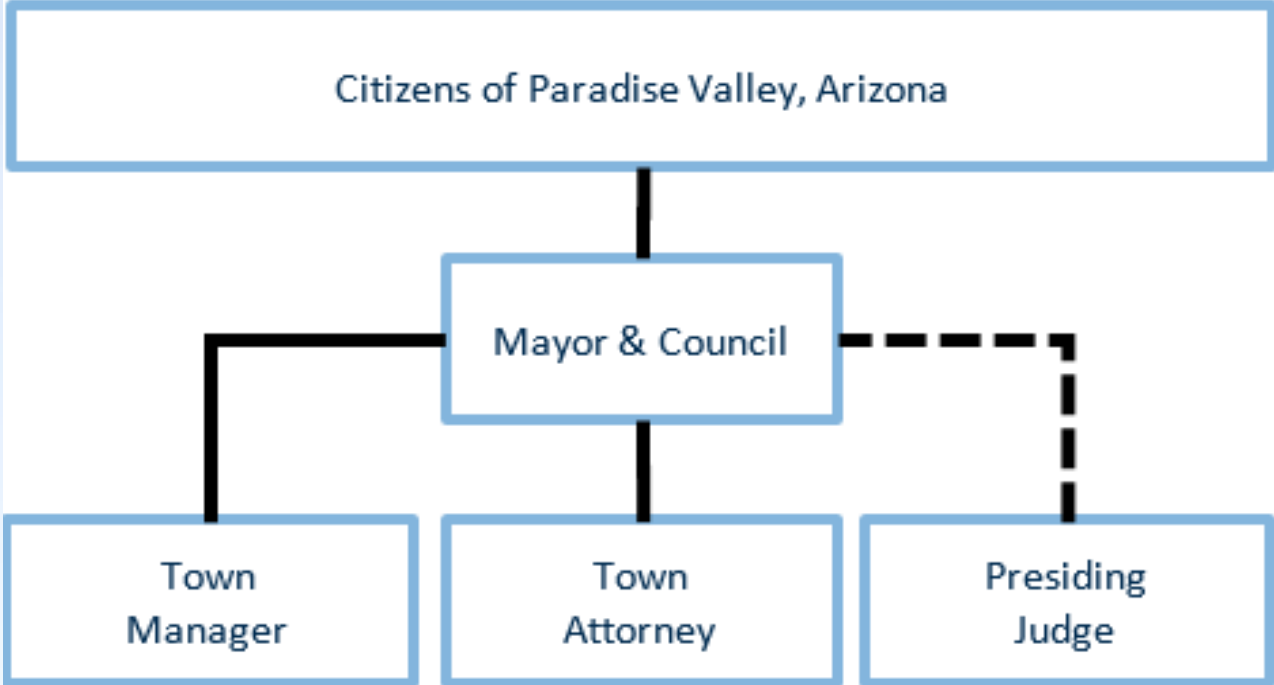 Citizens of Paradise Valley, Arizona
Mayor & Council
Town
Manager
Town
Attorney
Presiding
Judge